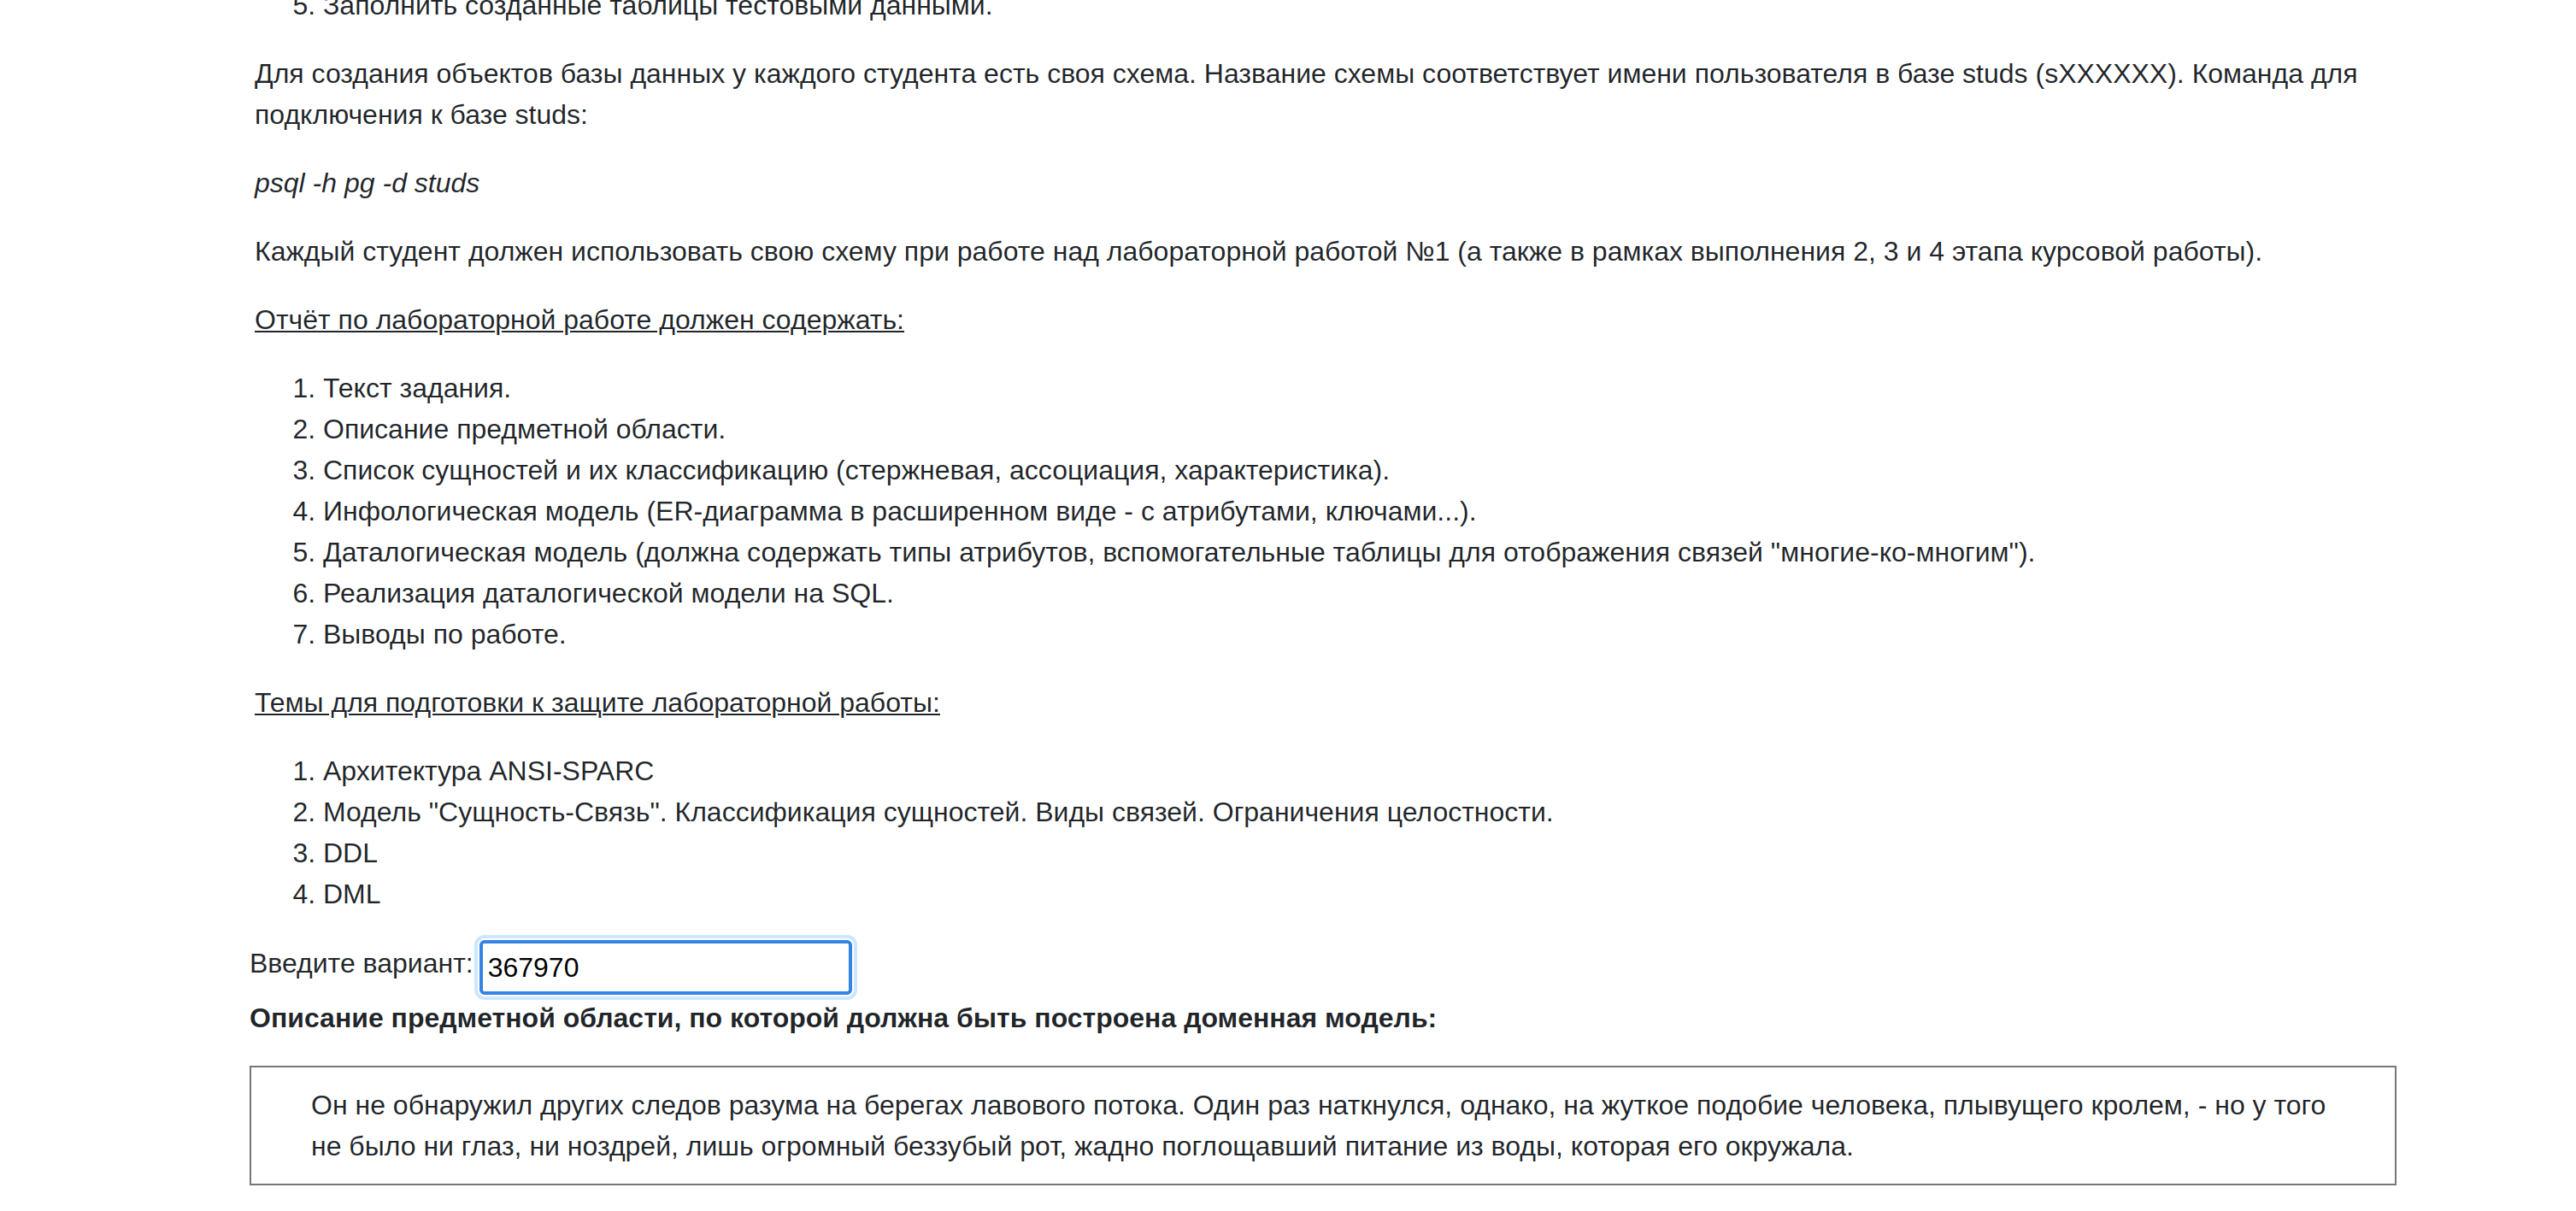 5. Заполнить созданные таблицы тестовыми данными.
Для создания объектов базы данных у каждого студента есть своя схема. Название схемы соответствует имени пользователя в базе studs (sXXXXXX). Команда для
подключения к базе studs:
psql -h pg -d studs
Каждый студент должен использовать свою схему при работе над лабораторной работой №1 (а также в рамках выполнения 2, 3 и 4 этапа курсовой работы).
Отчёт по лабораторной работе должен содержать:
1. Текст задания.
2. Описание предметной области.
3. Список сущностей и их классификацию (стержневая, ассоциация, характеристика).
4. Инфологическая модель (ER-диаграмма в расширенном виде - с атрибутами, ключами...).
5. Даталогическая модель (должна содержать типы атрибутов, вспомогательные таблицы для отображения связей "многие-ко-многим").
6. Реализация даталогической модели на SQL.
7. Выводы по работе.
Темы для подготовки к защите лабораторной работы:
1. Архитектура ANSI-SPARC
2. Модель "Сущность-Связь". Классификация сущностей. Виды связей. Ограничения целостности.
3. DDL
4. DML
Введите вариант: 367970
Описание предметной области, по которой должна быть построена доменная модель:
Он не обнаружил других следов разума на берегах лавового потока. Один раз наткнулся, однако, на жуткое подобие человека, плывущего кролем, - но у того
не было ни глаз, ни ноздрей, лишь огромный беззубый рот, жадно поглощавший питание из воды, которая его окружала.